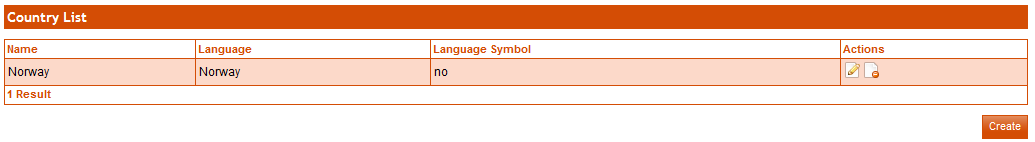 Country List
Name Language Language Symbol Actions
Norway Norway no
1 Result
Create